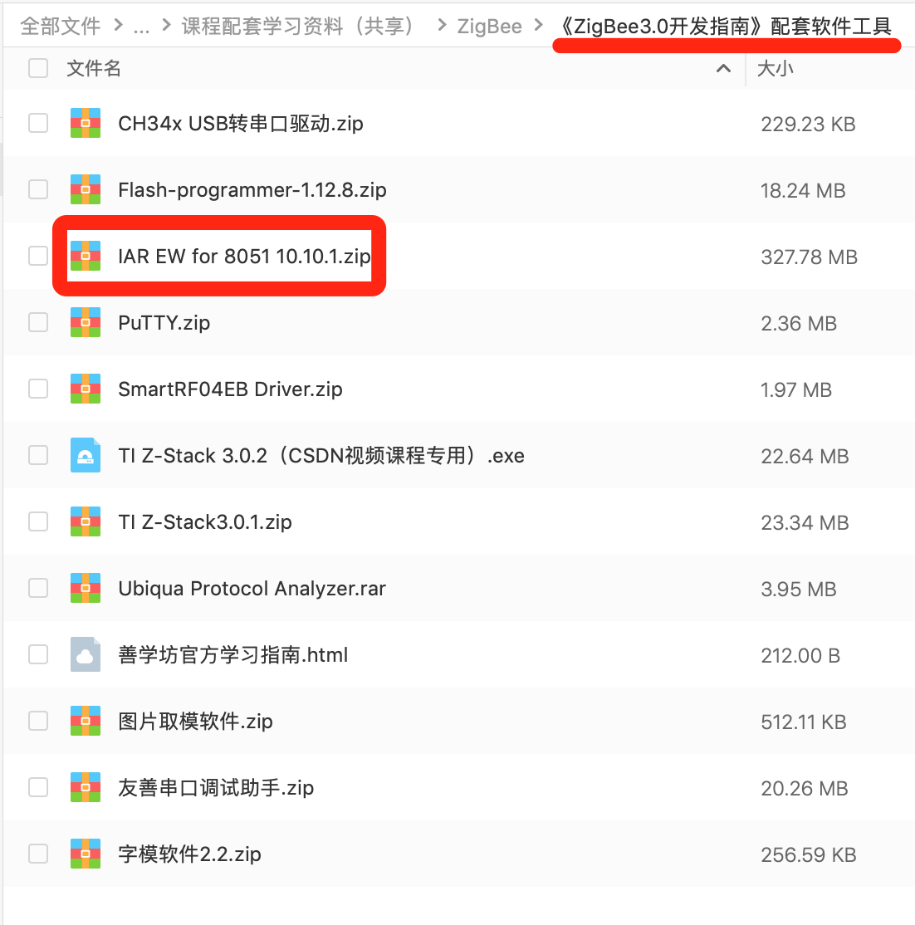 全部文件 > ... > 课程配套学习资料（共享） > ZigBee > 《ZigBee3.0开发指南》配套软件工具
文件名 大小
CH34x USB转串口驱动.zip 229.23 KB
Flash-programmer-1.12.8.zip 18.24 MB
IAR EW for 8051 10.10.1.zip 327.78 MB
PuTTY.zip 2.36 MB
SmartRF04EB Driver.zip 1.97 MB
TI Z-Stack 3.0.2（CSDN视频课程专用）.exe 22.64 MB
TI Z-Stack3.0.1.zip 23.34 MB
Ubiqua Protocol Analyzer.rar 3.95 MB
善学坊官方学习指南.html 212.00 B
图片取模软件.zip 512.11 KB
友善串口调试助手.zip 20.26 MB
字模软件2.2.zip 256.59 KB